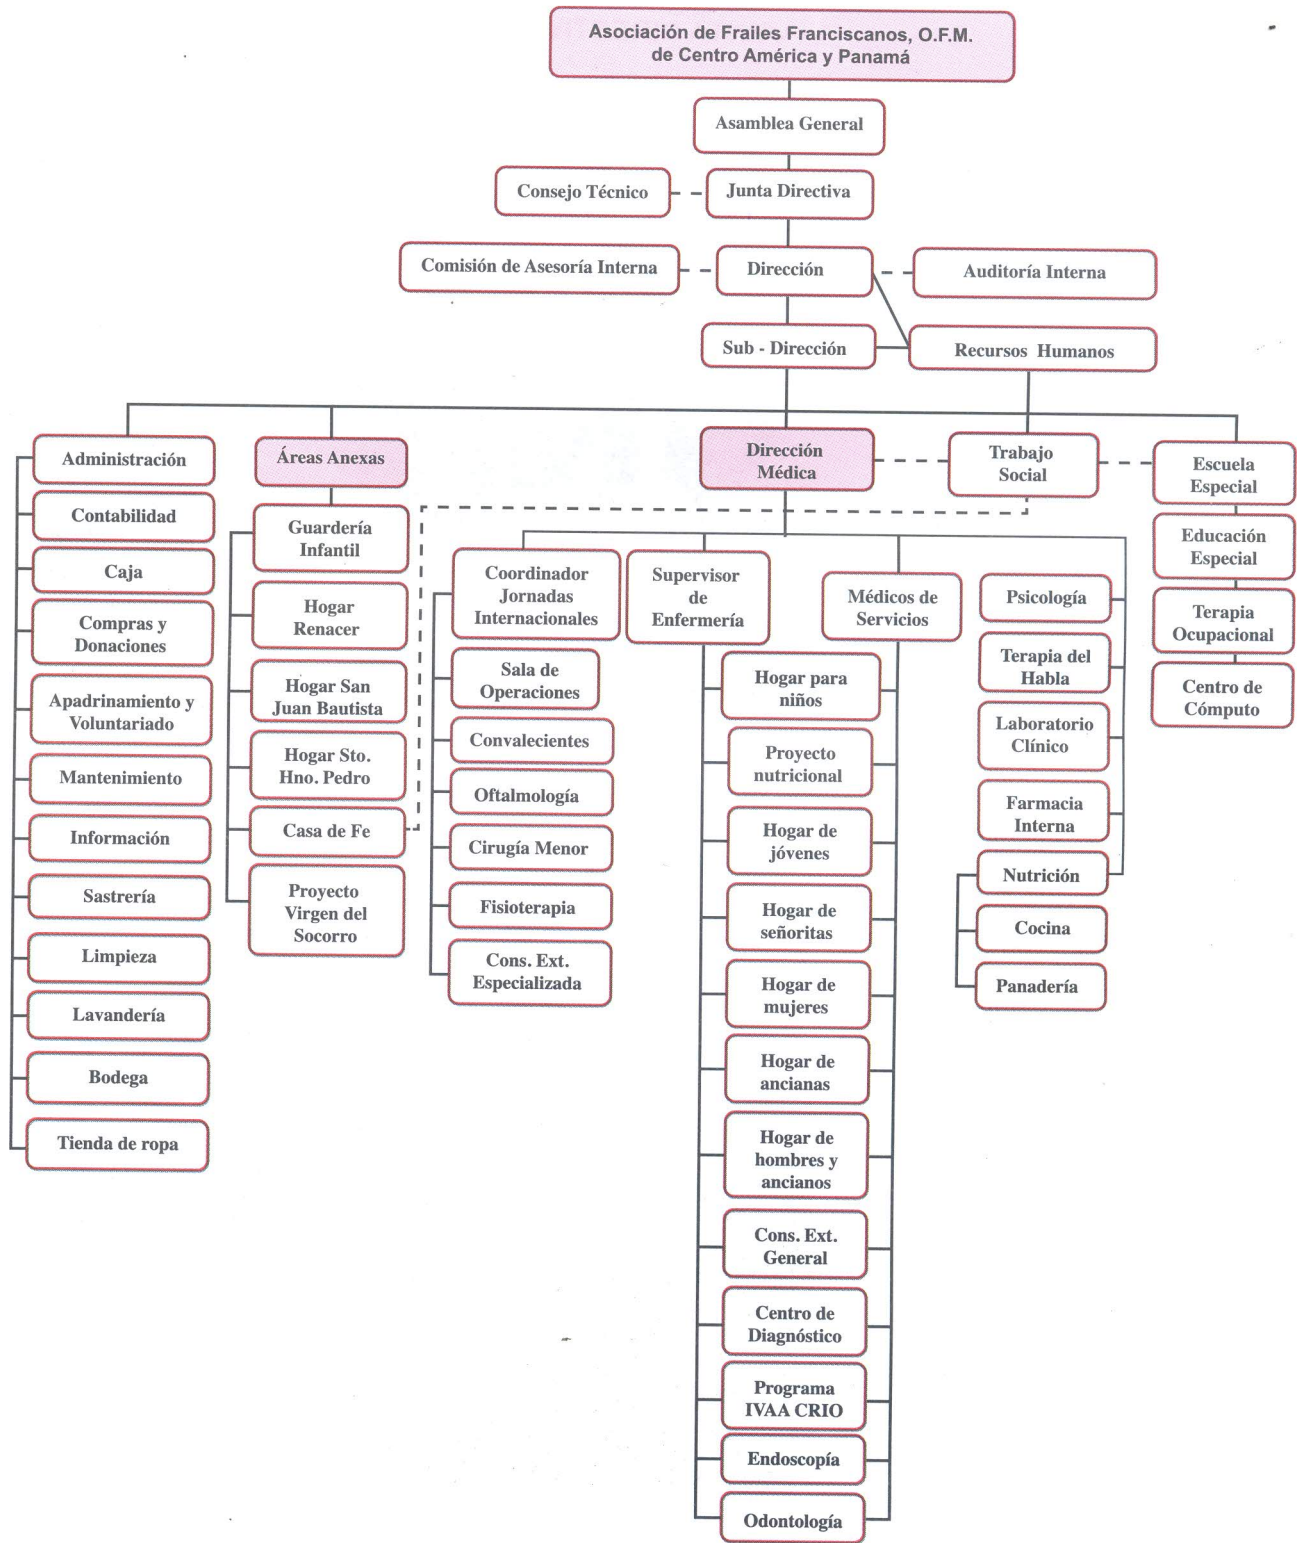 Asociación de Frailes Franciscanos, O.F.M.
de Centro América y Panamá
Asamblea General
Consejo Técnico
Junta Directiva
Comisión de Asesoría Interna
Dirección
Auditoría Interna
Sub - Dirección
Recursos Humanos
Administración
Contabilidad
Caja
Compras y
Donaciones
Apadrinamiento y
Voluntariado
Mantenimiento
Información
Sastrería
Limpieza
Lavandería
Bodega
Tienda de ropa
Áreas Anexas
Guardería
Infantil
Hogar
Renacer
Hogar San
Juan Bautista
Hogar Sto.
Hno. Pedro
Casa de Fe
Proyecto
Virgen del
Socorro
Dirección
Médica
Coordinador
Jornadas
Internacionales
Sala de
Operaciones
Convalecientes
Oftalmología
Cirugía Menor
Fisioterapia
Cons. Ext.
Especializada
Supervisor
de
Enfermería
Médicos de
Servicios
Hogar para
niños
Proyecto
nutricional
Hogar de
jóvenes
Hogar de
señoritas
Hogar de
mujeres
Hogar de
ancianas
Hogar de
hombres y
ancianos
Cons. Ext.
General
Centro de
Diagnóstico
Programa
IVAA CRIO
Endoscopía
Odontología
Psicología
Terapia del
Habla
Laboratorio
Clínico
Farmacia
Interna
Nutrición
Cocina
Panadería
Trabajo
Social
Escuela
Especial
Educación
Especial
Terapia
Ocupacional
Centro de
Cómputo